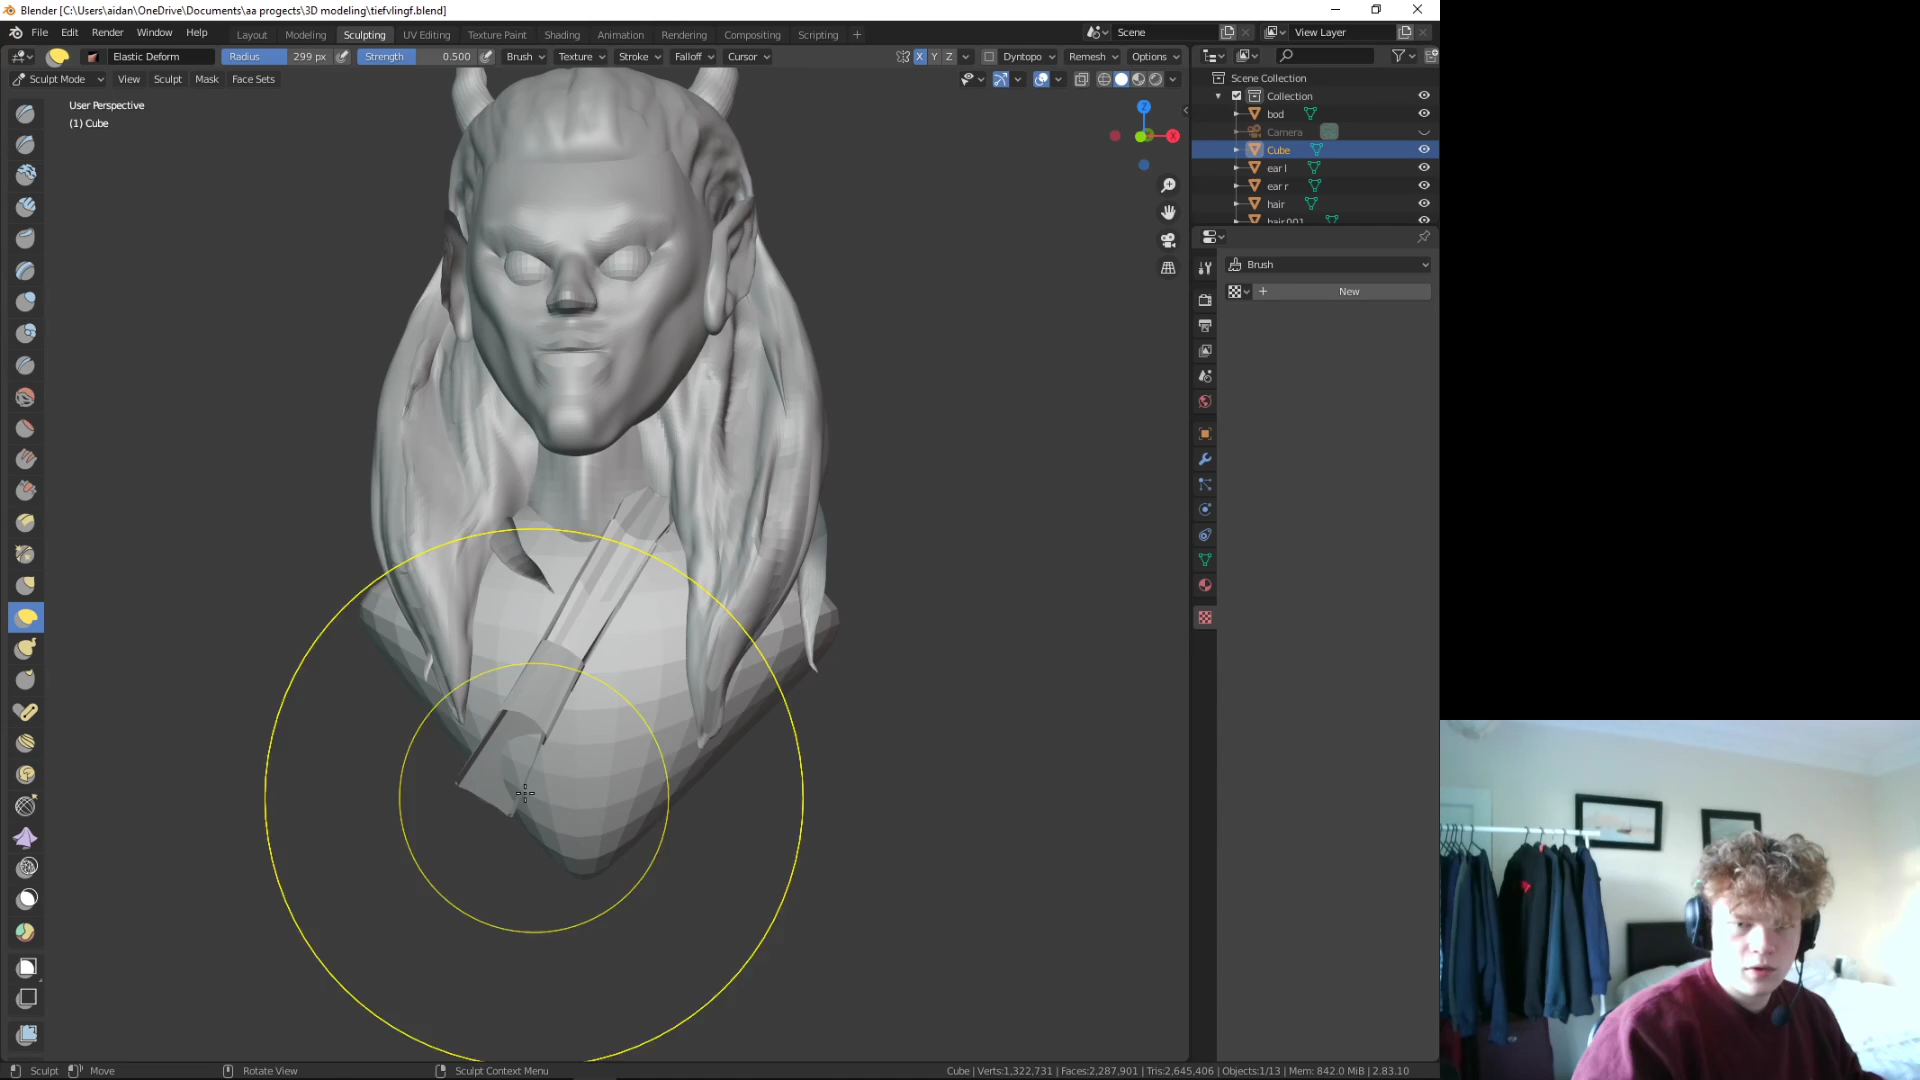 Blender [C:\Users\aidan\OneDrive\Documents\aa progects\3D modeling\tiefvlingf.blend]
File Edit Render Window Help Layout Modeling Sculpting UV Editing Texture Paint Shading Animation Rendering Compositing Scripting + Scene View Layer
Elastic Deform Radius 299 px Strength 0.500 Brush Texture Stroke Falloff Cursor X Y Z Dyntopo Remesh Options
Sculpt Mode View Sculpt Mask Face Sets
Scene Collection
Collection
User Perspective
(1) Cube
Z
X
bod
Camera
Cube
ear l
ear r
hair
hair.001
Brush
+ New
Sculpt Move Rotate View Sculpt Context Menu Cube | Verts:1,322,731 | Faces:2,287,901 | Tris:2,645,406 | Objects:1/13 | Mem: 842.0 MiB | 2.83.10